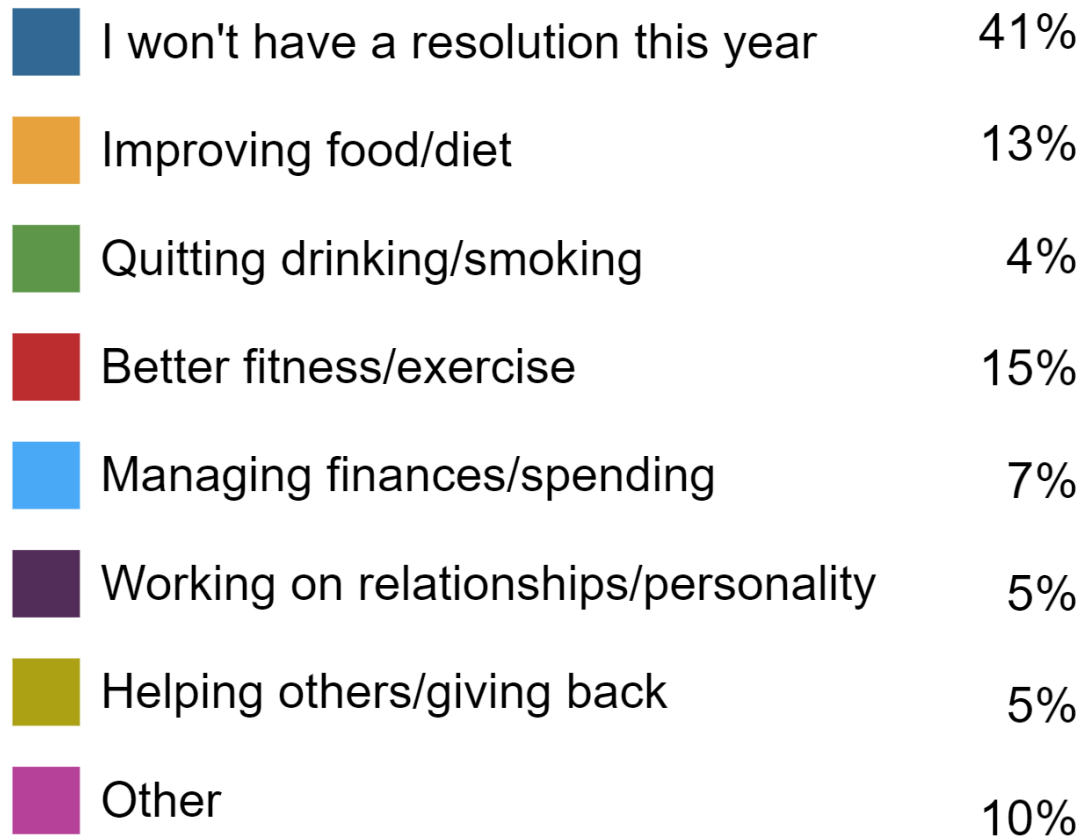 I won't have a resolution this year 41%
Improving food/diet 13%
Quitting drinking/smoking 4%
Better fitness/exercise 15%
Managing finances/spending 7%
Working on relationships/personality 5%
Helping others/giving back 5%
Other 10%